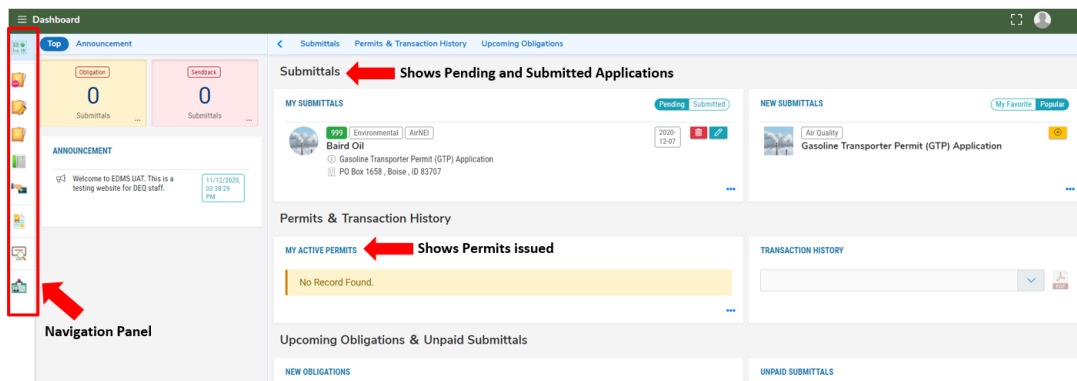 Dashboard
Top Announcement
Submittals Permits & Transaction History Upcoming Obligations
Obligation
0
Submittals
...
Sendback
0
Submittals
...
ANNOUNCEMENT
Welcome to EDMS UAT. This is a
testing website for DEQ staff.
11/12/2020,
03:38:29
PM
Navigation Panel
Submittals
Shows Pending and Submitted Applications
MY SUBMITTALS
Pending Submitted
999 Environmental AirNEI
Baird Oil
Gasoline Transporter Permit (GTP) Application
PO Box 1658 , Boise , ID 83707
2020-
12-07
NEW SUBMITTALS
My Favorite Popular
Air Quality
Gasoline Transporter Permit (GTP) Application
Permits & Transaction History
MY ACTIVE PERMITS
Shows Permits issued
No Record Found.
TRANSACTION HISTORY
PDF
Upcoming Obligations & Unpaid Submittals
NEW OBLIGATIONS
UNPAID SUBMITTALS